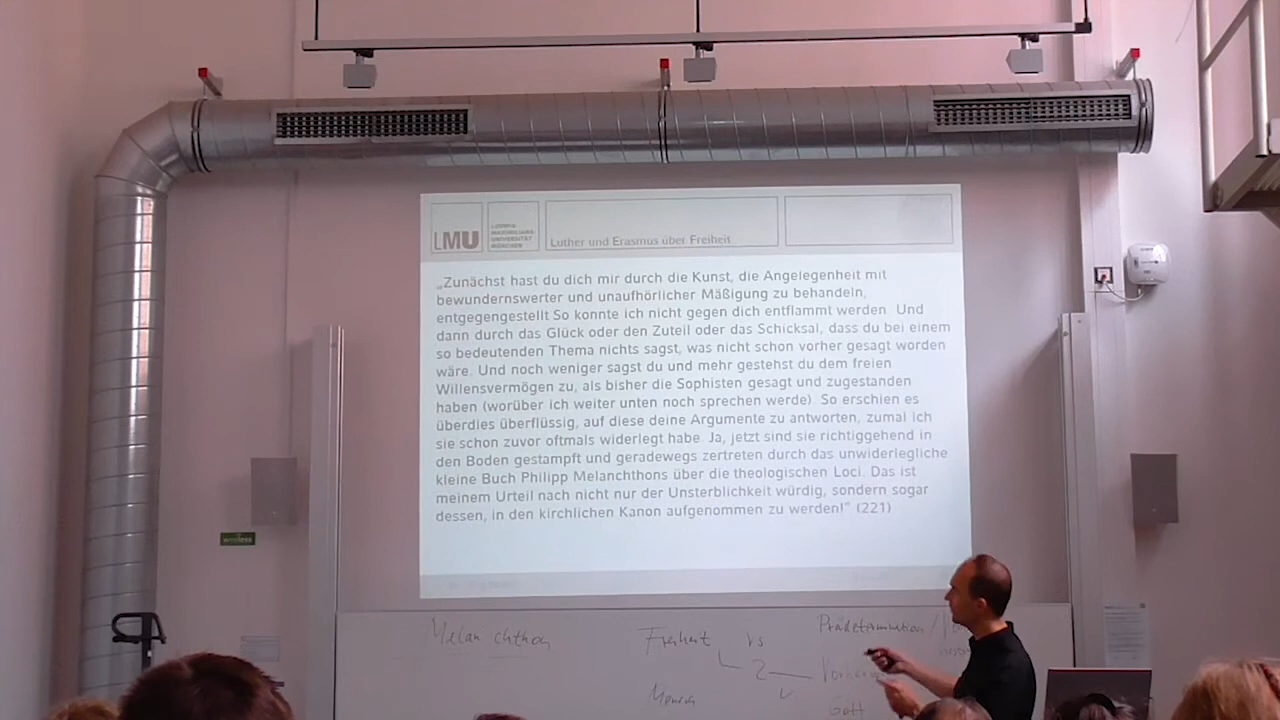 LMU
LUDWIG-
MAXIMILIANS-
UNIVERSITÄT
MÜNCHEN
Luther und Erasmus über Freiheit
„Zunächst hast du dich mir durch die Kunst, die Angelegenheit mit
bewundernswerter und unaufhörlicher Mäßigung zu behandeln,
entgegengestellt So konnte ich nicht gegen dich entflammt werden. Und
dann durch das Glück oder den Zuteil oder das Schicksal, dass du bei einem
so bedeutenden Thema nichts sagst, was nicht schon vorher gesagt worden
wäre. Und noch weniger sagst du und mehr gestehst du dem freien
Willensvermögen zu, als bisher die Sophisten gesagt und zugestanden
haben (worüber ich weiter unten noch sprechen werde). So erschien es
überdies überflüssig, auf diese deine Argumente zu antworten, zumal ich
sie schon zuvor oftmals widerlegt habe. Ja, jetzt sind sie richtiggehend in
den Boden gestampft und geradewegs zertreten durch das unwiderlegliche
kleine Buch Philipp Melanchthons über die theologischen Loci. Das ist
meinem Urteil nach nicht nur der Unsterblichkeit würdig, sondern sogar
dessen, in den kirchlichen Kanon aufgenommen zu werden!" (221)
wireless
Melanchthon
Freiheit vs Prädetermination /
2
Mensch
Gott